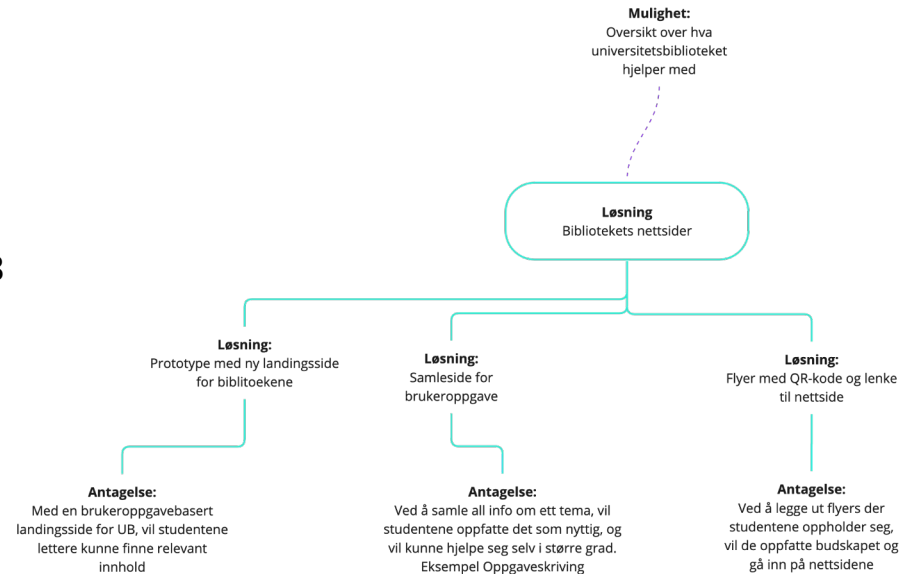 Mulighet:
Oversikt over hva
universitetsbiblioteket
hjelper med
Løsning
Bibliotekets nettsider
Løsning:
Prototype med ny landingsside
for biblitoekene
Løsning:
Samleside for
brukeroppgave
Løsning:
Flyer med QR-kode og lenke
til nettside
Antagelse:
Med en brukeroppgavebasert
landingsside for UB, vil studentene
lettere kunne finne relevant
innhold
Antagelse:
Ved å samle all info om ett tema, vil
studentene oppfatte det som nyttig, og
vil kunne hjelpe seg selv i større grad.
Eksempel Oppgaveskriving
Antagelse:
Ved å legge ut flyers der
studentene oppholder seg,
vil de oppfatte budskapet og
gå inn på nettsidene